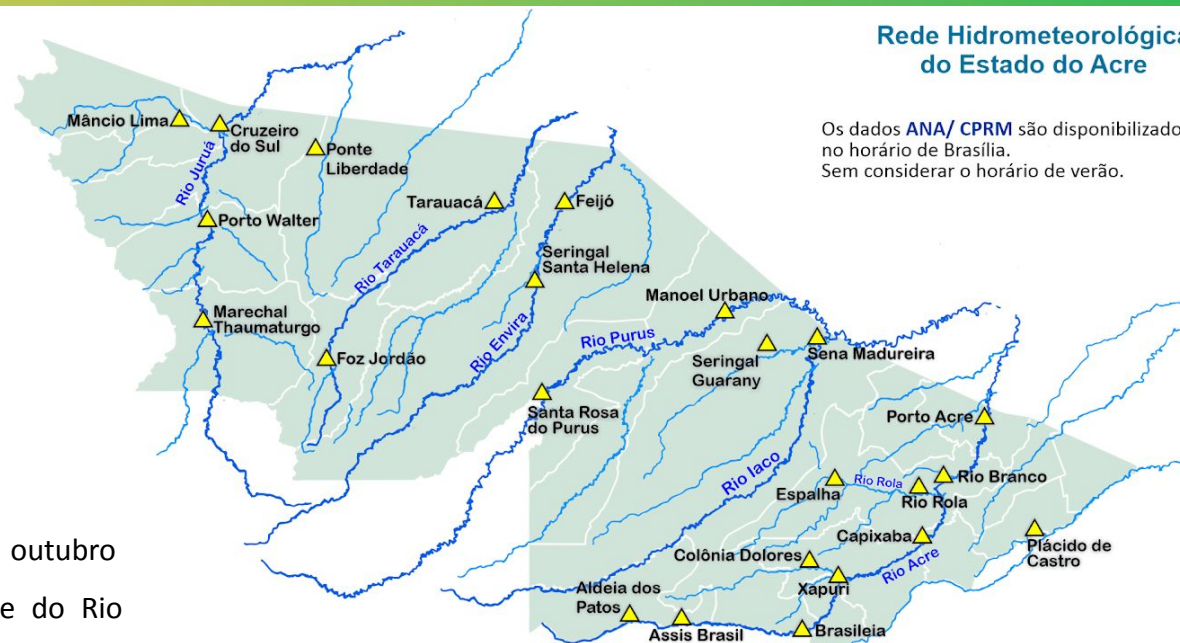 Rede Hidrometeorológica
do Estado do Acre
Os dados ANA/ CPRM são disponibilizado
no horário de Brasília.
Sem considerar o horário de verão.
Mâncio Lima
Cruzeiro
do Sul
Ponte
Liberdade
Rio Juruá
Porto Walter
Tarauacá
Feijó
Rio Tarauacá
Seringal
Santa Helena
Marechal
Thaumaturgo
Foz Jordão
Rio Envira
Manoel Urbano
Rio Purus
Seringal
Guarany
Sena Madureira
Santa Rosa
do Purus
Porto Acre
Rio Iaco
Espalha
Rio Rola
Rio Rola
Rio Branco
Capixaba
Plácido de
Castro
Colônia Dolores
Rio Acre
Xapuri
Aldeia dos
Patos
Assis Brasil
Brasileia
outubro
e do Rio